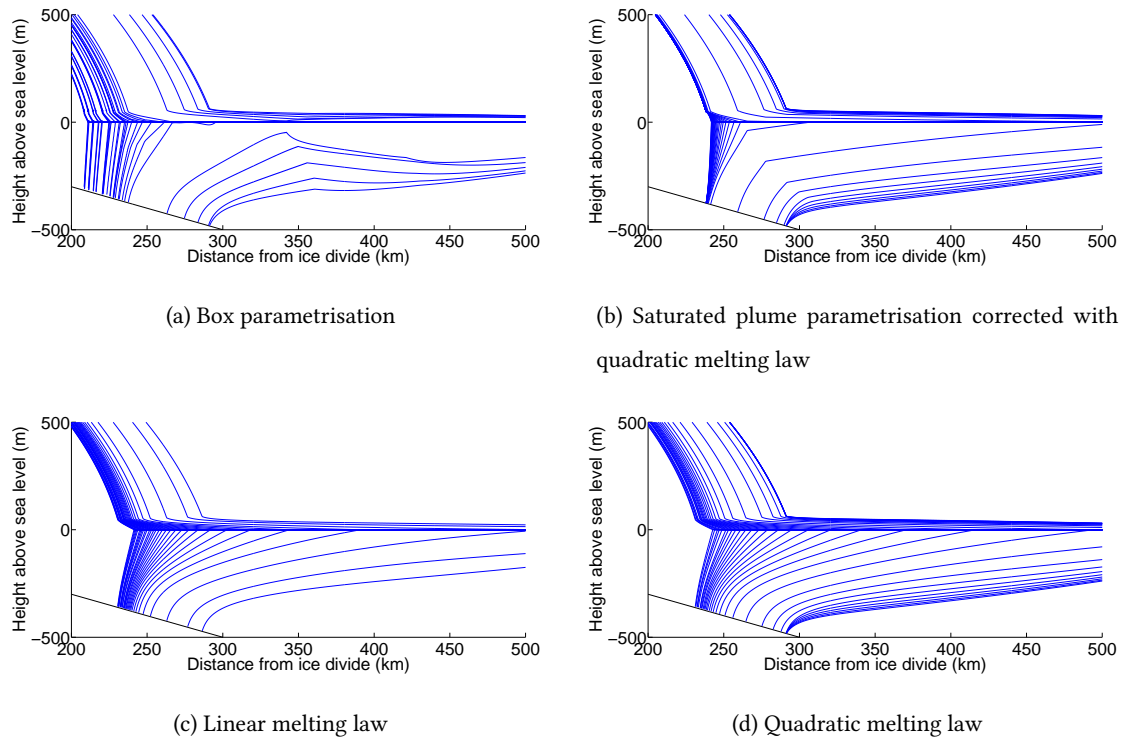 500
0
−500
200 250 300 350 400 450 500
Distance from ice divide (km)
Height above sea level (m)
(a) Box parametrisation
500
0
−500
200 250 300 350 400 450 500
Distance from ice divide (km)
Height above sea level (m)
(b) Saturated plume parametrisation corrected with
quadratic melting law
500
0
−500
200 250 300 350 400 450 500
Distance from ice divide (km)
Height above sea level (m)
(c) Linear melting law
500
0
−500
200 250 300 350 400 450 500
Distance from ice divide (km)
Height above sea level (m)
(d) Quadratic melting law